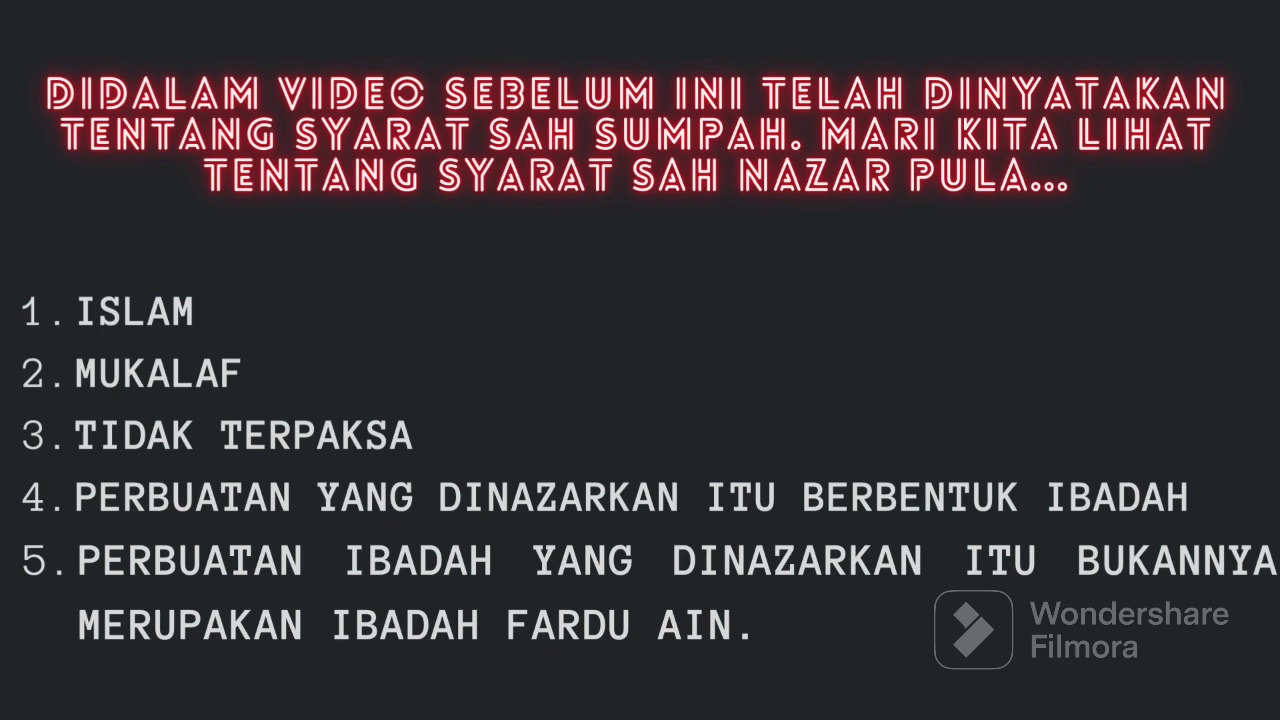 DIDALAM VIDEO SEBELUM INI TELAH DINYATAKAN
TENTANG SYARAT SAH SUMPAH. MARI KITA LIHAT
TENTANG SYARAT SAH NAZAR PULA...
1. ISLAM
2. MUKALAF
3. TIDAK TERPAKSA
4. PERBUATAN YANG DINAZARKAN ITU BERBENTUK IBADAH
5. PERBUATAN IBADAH YANG DINAZARKAN ITU BUKANNYA
MERUPAKAN IBADAH FARDU AIN.
Wondershare
Filmora